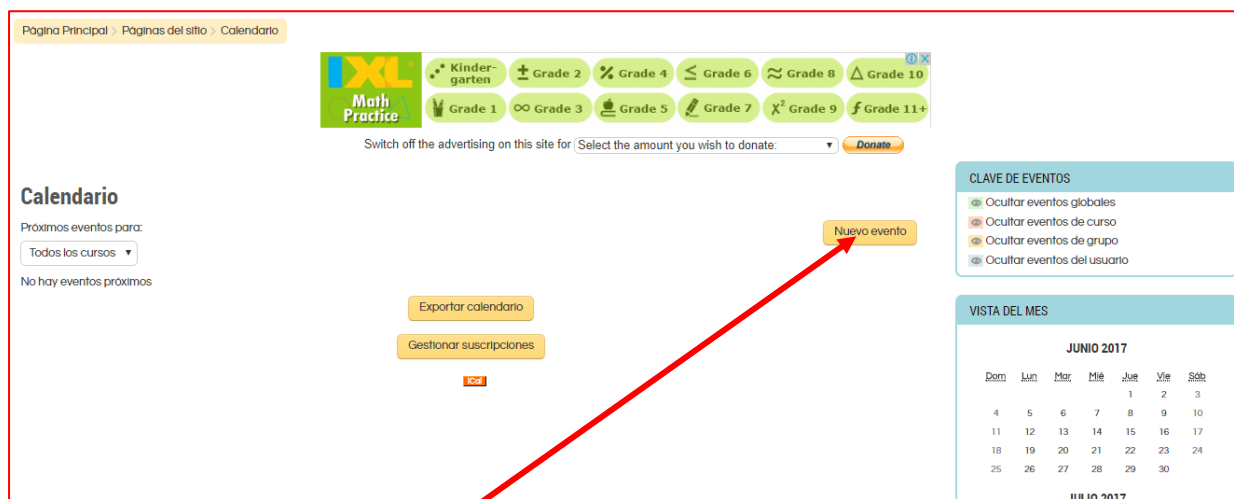 Página Principal > Páginas del sitio > Calendario
IXL
Math Practice
Kinder-garten
± Grade 2
% Grade 4
≤ Grade 6
≈ Grade 8
Δ Grade 10
Grade 1
∞ Grade 3
Grade 5
Grade 7
X² Grade 9
f Grade 11+
Switch off the advertising on this site for Select the amount you wish to donate: Donate
Calendario
Próximos eventos para:
Nuevo evento
Todos los cursos
No hay eventos próximos
Exportar calendario
Gestionar suscripciones
iCal
CLAVE DE EVENTOS
Ocultar eventos globales
Ocultar eventos de curso
Ocultar eventos de grupo
Ocultar eventos del usuario
VISTA DEL MES
JUNIO 2017
Dom Lun Mar Mié Jue Vie Sáb
1 2 3
4 5 6 7 8 9 10
11 12 13 14 15 16 17
18 19 20 21 22 23 24
25 26 27 28 29 30
JULIO 2017